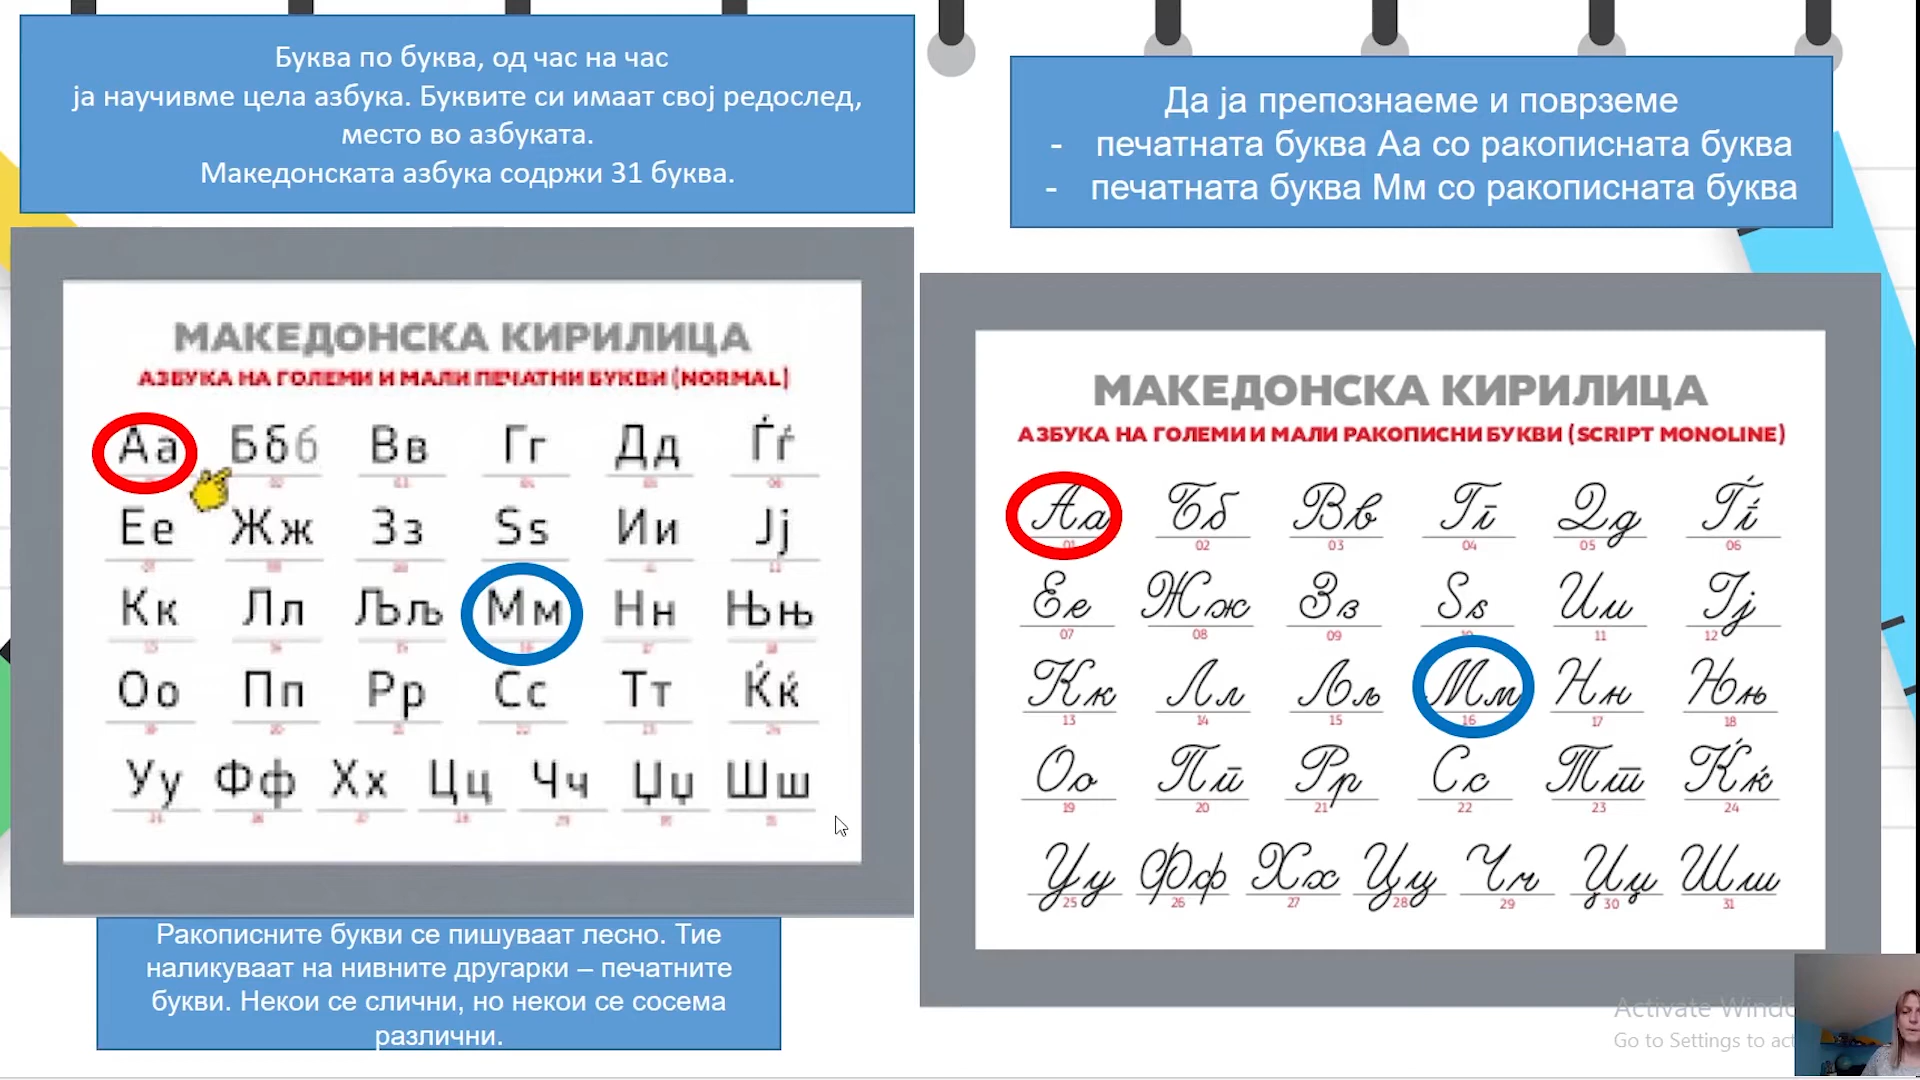 Буква по буква, од час на час
ја научивме цела азбука. Буквите си имаат свој редослед,
место во азбуката.
Македонската азбука содржи 31 буква.
Да ја препознаеме и поврземе
- печатната буква Аа со ракописната буква
- печатната буква Мм со ракописната буква
МАКЕДОНСКА КИРИЛИЦА
АЗБУКА НА ГОЛЕМИ И МАЛИ ПЕЧАТНИ БУКВИ (NORMAL)
Аа Ббб Вв Гг Дд Ѓѓ
Ее Жж Зз Ѕѕ Ии Јј
Кк Лл Љљ Мм Нн Њњ
Оо Пп Рр Сс Тт Ќќ
Уу Фф Хх Цц Чч Џџ Шш
Ракописните букви се пишуваат лесно. Тие
наликуваат на нивните другарки – печатните
букви. Некои се слични, но некои се сосема
различни.
МАКЕДОНСКА КИРИЛИЦА
АЗБУКА НА ГОЛЕМИ И МАЛИ РАКОПИСНИ БУКВИ (SCRIPT MONOLINE)
Аа Бб Вв Гг Дд Ѓѓ
01 02 03 04 05 06
Ее Жж Зз Ѕѕ Ии Јј
07 08 09 10 11 12
Кк Лл Љљ Мм Нн Њњ
13 14 15 16 17 18
Оо Пп Рр Сс Тт Ќќ
19 20 21 22 23 24
Уу Фф Хх Цц Чч Џџ Шш
25 26 27 28 29 30 31
Activate
Go to Settings to